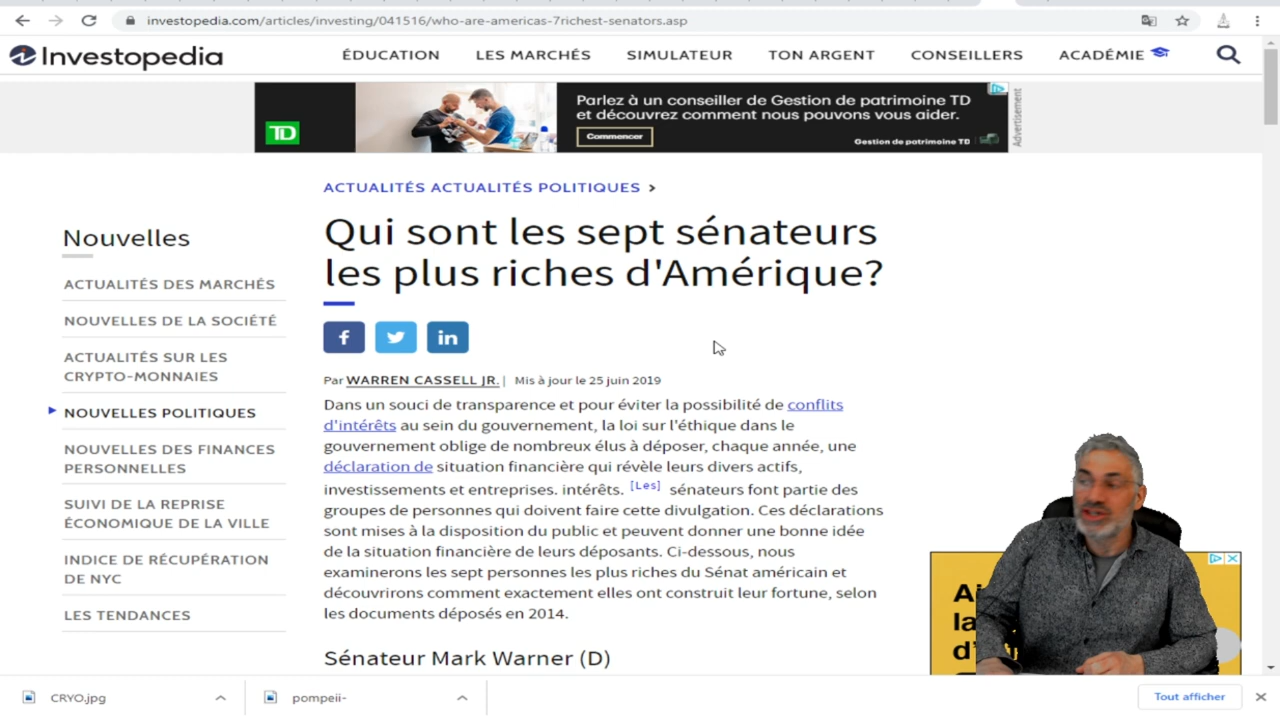 investopedia.com/articles/investing/041516/who-are-americas-7richest-senators.asp
Investopedia
ÉDUCATION
LES MARCHÉS
SIMULATEUR
TON ARGENT
CONSEILLERS
ACADÉMIE
TD
Parlez à un conseiller de Gestion de patrimoine TD
et découvrez comment nous pouvons vous aider.
Commencer
Gestion de patrimoine TD
Advertisement
ACTUALITÉS ACTUALITÉS POLITIQUES >
Nouvelles
ACTUALITÉS DES MARCHÉS
NOUVELLES DE LA SOCIÉTÉ
ACTUALITÉS SUR LES
CRYPTO-MONNAIES
NOUVELLES POLITIQUES
NOUVELLES DES FINANCES
PERSONNELLES
SUIVI DE LA REPRISE
ÉCONOMIQUE DE LA VILLE
INDICE DE RÉCUPÉRATION
DE NYC
LES TENDANCES
Qui sont les sept sénateurs
les plus riches d'Amérique?
Par WARREN CASSELL JR. | Mis à jour le 25 juin 2019
Dans un souci de transparence et pour éviter la possibilité de conflits
d'intérêts au sein du gouvernement, la loi sur l'éthique dans le
gouvernement oblige de nombreux élus à déposer, chaque année, une
déclaration de situation financière qui révèle leurs divers actifs,
investissements et entreprises. intérêts. [Les] sénateurs font partie des
groupes de personnes qui doivent faire cette divulgation. Ces déclarations
sont mises à la disposition du public et peuvent donner une bonne idée
de la situation financière de leurs déposants. Ci-dessous, nous
examinerons les sept personnes les plus riches du Sénat américain et
découvrirons comment exactement elles ont construit leur fortune, selon
les documents déposés en 2014.
Sénateur Mark Warner (D)
la
d'
CRYO.jpg
pompeii-
Tout afficher